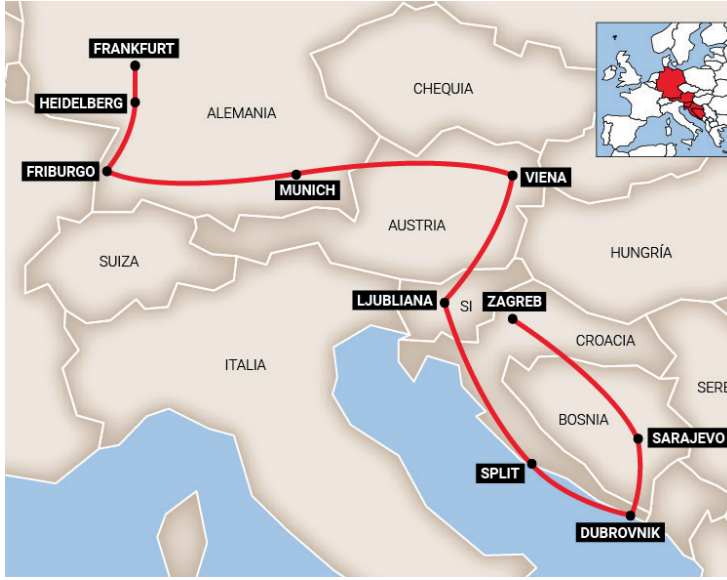 FRANKFURT
CHEQUIA
HEIDELBERG
ALEMANIA
FRIBURGO
MUNICH
VIENA
AUSTRIA
HUNGRÍA
SUIZA
LJUBLIANA
SI
ZAGREB
CROACIA
ITALIA
SERB
BOSNIA
SARAJEVO
SPLIT
DUBROVNIK